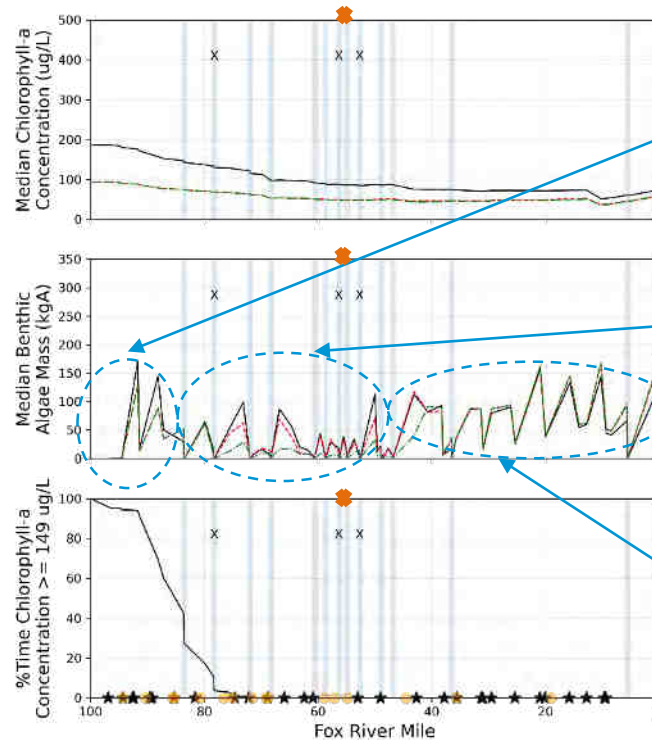 Median Chlorophyll-a
Concentration (ug/L)
500
400
300
200
100
0
x
x
x
Median Benthic
Algae Mass (kgA)
350
300
250
200
150
100
50
0
x
x
x
%Time Chlorophyll-a
Concentration >= 149 ug/L
100
80
60
40
20
0
x
x
x
100
80
60
40
20
Fox River Mile